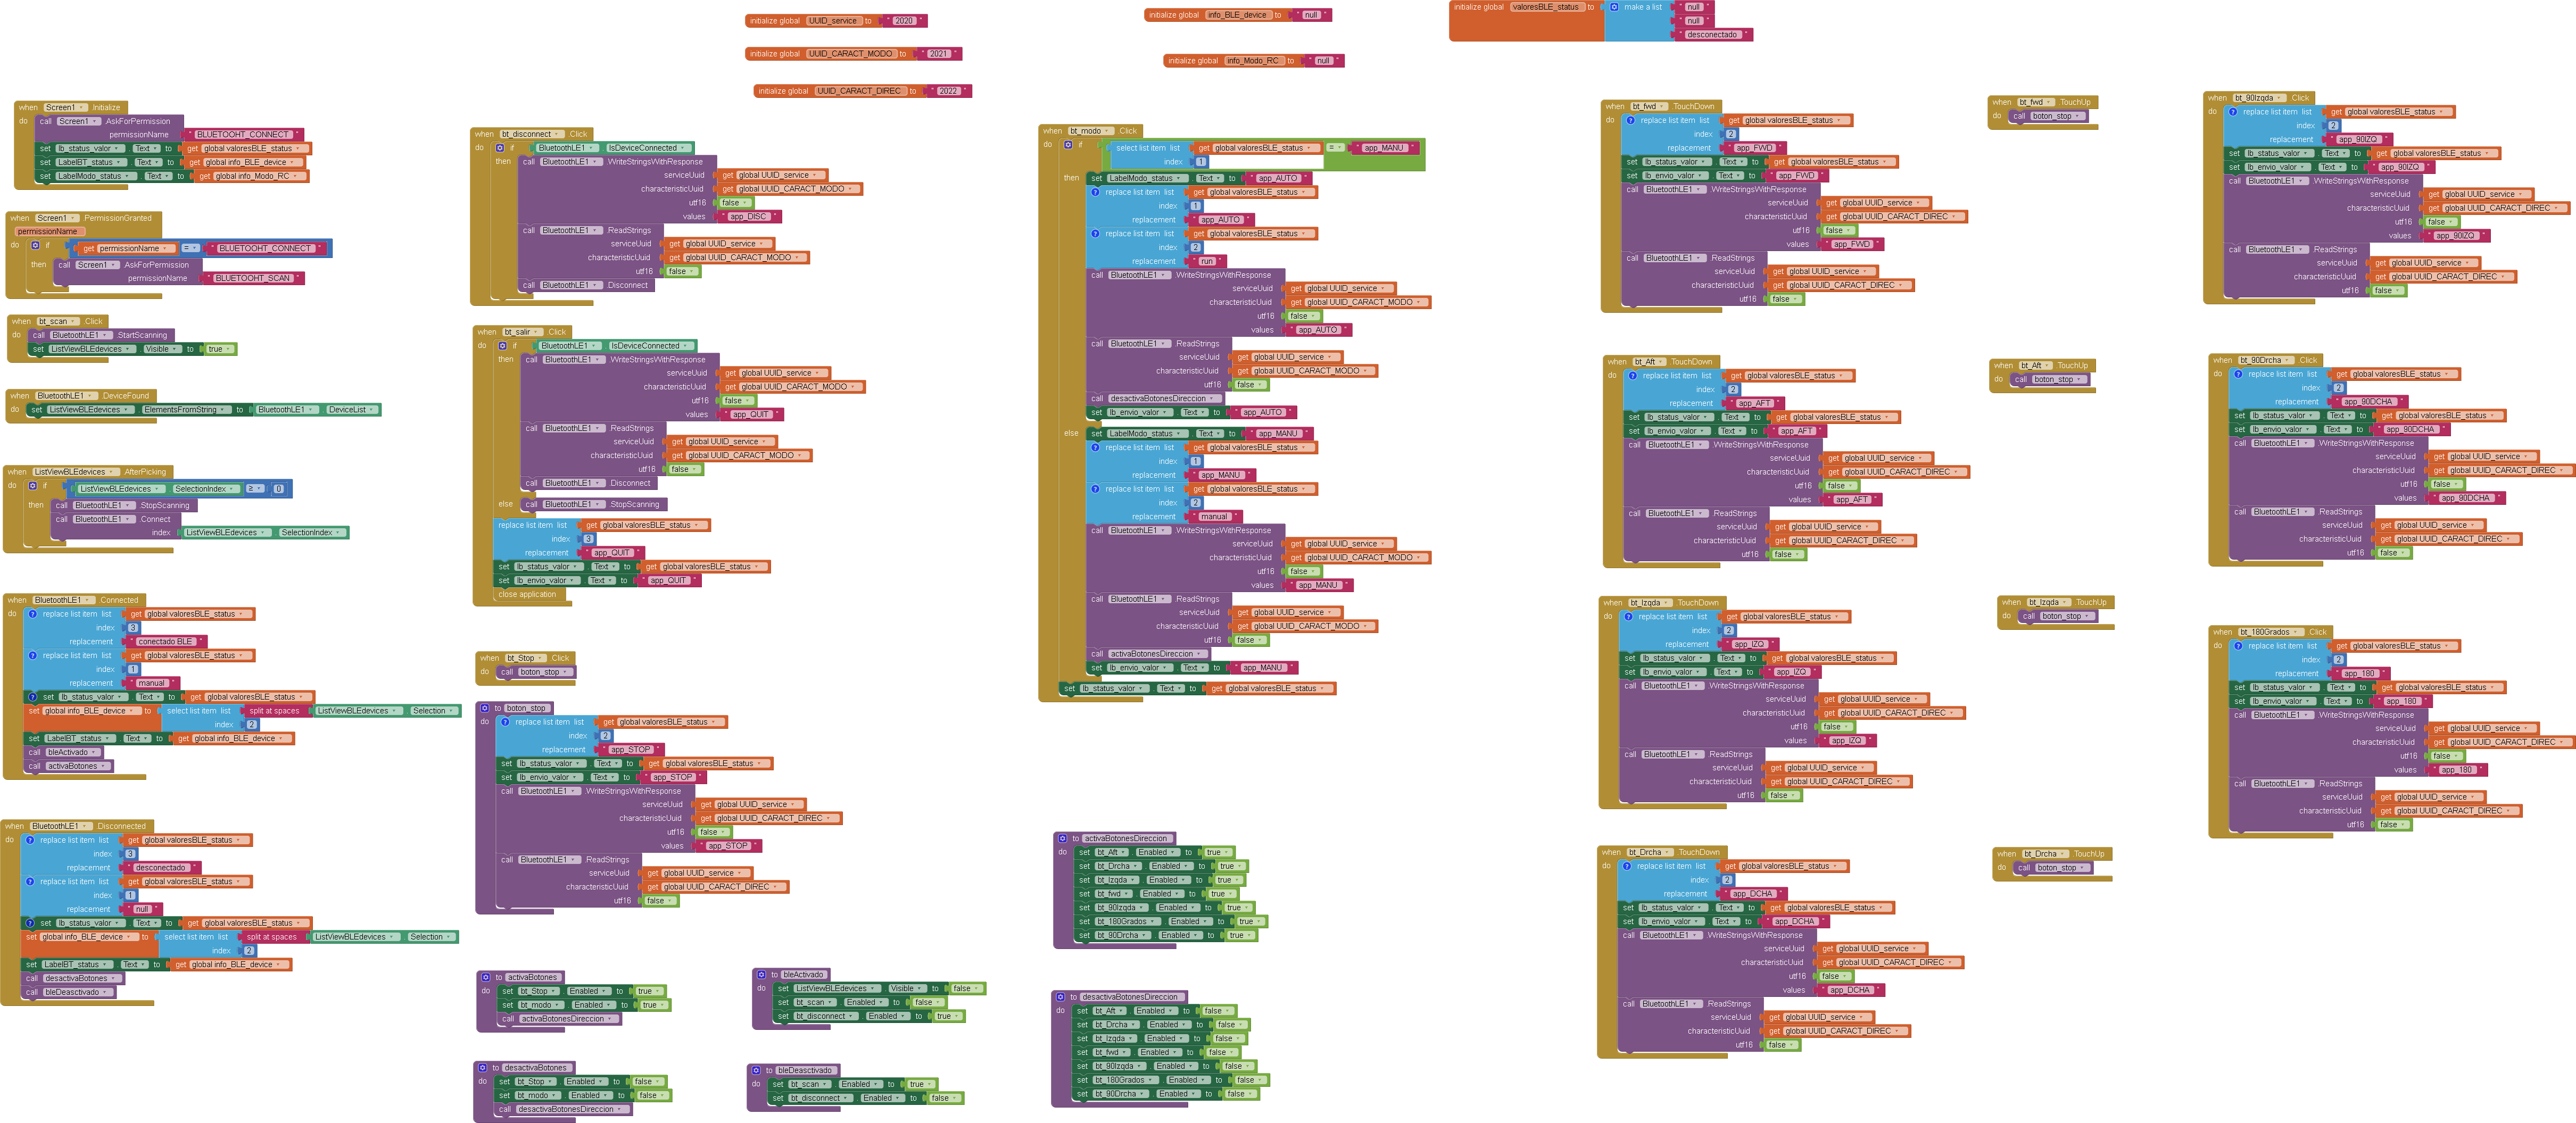 initialize global UUID_service to " 2020 "
initialize global UUID_CARACT_MODO to " 2021 "
initialize global UUID_CARACT_DIREC to " 2022 "
initialize global info_BLE_device to " null "
initialize global info_Modo_RC to " null "
initialize global valoresBLE_status to make a list " null "
" null "
" desconectado "
when Screen1 .Initialize
do call Screen1 .AskForPermission
permissionName " BLUETOOHT_CONNECT "
set lb_status_valor . Text to get global valoresBLE_status
set LabelBT_status . Text to get global info_BLE_device
set LabelModo_status . Text to get global info_Modo_RC
when Screen1 .PermissionGranted
permissionName
do if get permissionName = " BLUETOOHT_CONNECT "
then call Screen1 .AskForPermission
permissionName " BLUETOOHT_SCAN "
when bt_scan .Click
do call BluetoothLE1 .StartScanning
set ListViewBLEdevices . Visible to true
when BluetoothLE1 .DeviceFound
do set ListViewBLEdevices . ElementsFromString to BluetoothLE1 . DeviceList
when ListViewBLEdevices .AfterPicking
do if ListViewBLEdevices . SelectionIndex ≥ 0
then call BluetoothLE1 .StopScanning
call BluetoothLE1 .Connect
index ListViewBLEdevices . SelectionIndex
when BluetoothLE1 .Connected
do replace list item list get global valoresBLE_status
index 3
replacement " conectado BLE "
replace list item list get global valoresBLE_status
index 1
replacement " manual "
set lb_status_valor . Text to get global valoresBLE_status
set global info_BLE_device to select list item list split at spaces ListViewBLEdevices . Selection
index 2
set LabelBT_status . Text to get global info_BLE_device
call bleActivado
call activaBotones
when BluetoothLE1 .Disconnected
do replace list item list get global valoresBLE_status
index 3
replacement " desconectado "
replace list item list get global valoresBLE_status
index 1
replacement " null "
set lb_status_valor . Text to get global valoresBLE_status
set global info_BLE_device to select list item list split at spaces ListViewBLEdevices . Selection
index 2
set LabelBT_status . Text to get global info_BLE_device
call desactivaBotones
call bleDeasctivado
when bt_disconnect .Click
do if BluetoothLE1 . IsDeviceConnected
then call BluetoothLE1 .WriteStringsWithResponse
serviceUuid get global UUID_service
characteristicUuid get global UUID_CARACT_MODO
utf16 false
values " app_DISC "
call BluetoothLE1 .ReadStrings
serviceUuid get global UUID_service
characteristicUuid get global UUID_CARACT_MODO
utf16 false
call BluetoothLE1 .Disconnect
when bt_salir .Click
do if BluetoothLE1 . IsDeviceConnected
then call BluetoothLE1 .WriteStringsWithResponse
serviceUuid get global UUID_service
characteristicUuid get global UUID_CARACT_MODO
utf16 false
values " app_QUIT "
call BluetoothLE1 .ReadStrings
serviceUuid get global UUID_service
characteristicUuid get global UUID_CARACT_MODO
utf16 false
call BluetoothLE1 .Disconnect
else call BluetoothLE1 .StopScanning
replace list item list get global valoresBLE_status
index 3
replacement " app_QUIT "
set lb_status_valor . Text to get global valoresBLE_status
set lb_envio_valor . Text to " app_QUIT "
close application
when bt_Stop .Click
do call boton_stop
to boton_stop
do replace list item list get global valoresBLE_status
index 2
replacement " app_STOP "
set lb_status_valor . Text to get global valoresBLE_status
set lb_envio_valor . Text to " app_STOP "
call BluetoothLE1 .WriteStringsWithResponse
serviceUuid get global UUID_service
characteristicUuid get global UUID_CARACT_DIREC
utf16 false
values " app_STOP "
call BluetoothLE1 .ReadStrings
serviceUuid get global UUID_service
characteristicUuid get global UUID_CARACT_DIREC
utf16 false
to activaBotones
do set bt_Stop . Enabled to true
set bt_modo . Enabled to true
call activaBotonesDireccion
to desactivaBotones
do set bt_Stop . Enabled to false
set bt_modo . Enabled to false
call desactivaBotonesDireccion
to bleActivado
do set ListViewBLEdevices . Visible to false
set bt_scan . Enabled to false
set bt_disconnect . Enabled to true
to bleDeasctivado
do set bt_scan . Enabled to true
set bt_disconnect . Enabled to false
when bt_modo .Click
do if select list item list get global valoresBLE_status = " app_MANU "
index 1
then set LabelModo_status . Text to " app_AUTO "
replace list item list get global valoresBLE_status
index 1
replacement " app_AUTO "
replace list item list get global valoresBLE_status
index 2
replacement " run "
call BluetoothLE1 .WriteStringsWithResponse
serviceUuid get global UUID_service
characteristicUuid get global UUID_CARACT_MODO
utf16 false
values " app_AUTO "
call BluetoothLE1 .ReadStrings
serviceUuid get global UUID_service
characteristicUuid get global UUID_CARACT_MODO
utf16 false
call desactivaBotonesDireccion
set lb_envio_valor . Text to " app_AUTO "
else set LabelModo_status . Text to " app_MANU "
replace list item list get global valoresBLE_status
index 1
replacement " app_MANU "
replace list item list get global valoresBLE_status
index 2
replacement " manual "
call BluetoothLE1 .WriteStringsWithResponse
serviceUuid get global UUID_service
characteristicUuid get global UUID_CARACT_MODO
utf16 false
values " app_MANU "
call BluetoothLE1 .ReadStrings
serviceUuid get global UUID_service
characteristicUuid get global UUID_CARACT_MODO
utf16 false
call activaBotonesDireccion
set lb_envio_valor . Text to " app_MANU "
set lb_status_valor . Text to get global valoresBLE_status
to activaBotonesDireccion
do set bt_Aft . Enabled to true
set bt_Drcha . Enabled to true
set bt_Izqda . Enabled to true
set bt_fwd . Enabled to true
set bt_90Izqda . Enabled to true
set bt_180Grados . Enabled to true
set bt_90Drcha . Enabled to true
to desactivaBotonesDireccion
do set bt_Aft . Enabled to false
set bt_Drcha . Enabled to false
set bt_Izqda . Enabled to false
set bt_fwd . Enabled to false
set bt_90Izqda . Enabled to false
set bt_180Grados . Enabled to false
set bt_90Drcha . Enabled to false
when bt_fwd .TouchDown
do replace list item list get global valoresBLE_status
index 2
replacement " app_FWD "
set lb_status_valor . Text to get global valoresBLE_status
set lb_envio_valor . Text to " app_FWD "
call BluetoothLE1 .WriteStringsWithResponse
serviceUuid get global UUID_service
characteristicUuid get global UUID_CARACT_DIREC
utf16 false
values " app_FWD "
call BluetoothLE1 .ReadStrings
serviceUuid get global UUID_service
characteristicUuid get global UUID_CARACT_DIREC
utf16 false
when bt_Aft .TouchDown
do replace list item list get global valoresBLE_status
index 2
replacement " app_AFT "
set lb_status_valor . Text to get global valoresBLE_status
set lb_envio_valor . Text to " app_AFT "
call BluetoothLE1 .WriteStringsWithResponse
serviceUuid get global UUID_service
characteristicUuid get global UUID_CARACT_DIREC
utf16 false
values " app_AFT "
call BluetoothLE1 .ReadStrings
serviceUuid get global UUID_service
characteristicUuid get global UUID_CARACT_DIREC
utf16 false
when bt_Izqda .TouchDown
do replace list item list get global valoresBLE_status
index 2
replacement " app_IZQ "
set lb_status_valor . Text to get global valoresBLE_status
set lb_envio_valor . Text to " app_IZQ "
call BluetoothLE1 .WriteStringsWithResponse
serviceUuid get global UUID_service
characteristicUuid get global UUID_CARACT_DIREC
utf16 false
values " app_IZQ "
call BluetoothLE1 .ReadStrings
serviceUuid get global UUID_service
characteristicUuid get global UUID_CARACT_DIREC
utf16 false
when bt_Drcha .TouchDown
do replace list item list get global valoresBLE_status
index 2
replacement " app_DCHA "
set lb_status_valor . Text to get global valoresBLE_status
set lb_envio_valor . Text to " app_DCHA "
call BluetoothLE1 .WriteStringsWithResponse
serviceUuid get global UUID_service
characteristicUuid get global UUID_CARACT_DIREC
utf16 false
values " app_DCHA "
call BluetoothLE1 .ReadStrings
serviceUuid get global UUID_service
characteristicUuid get global UUID_CARACT_DIREC
utf16 false
when bt_fwd .TouchUp
do call boton_stop
when bt_Aft .TouchUp
do call boton_stop
when bt_Izqda .TouchUp
do call boton_stop
when bt_Drcha .TouchUp
do call boton_stop
when bt_90Izqda .Click
do replace list item list get global valoresBLE_status
index 2
replacement " app_90IZQ "
set lb_status_valor . Text to get global valoresBLE_status
set lb_envio_valor . Text to " app_90IZQ "
call BluetoothLE1 .WriteStringsWithResponse
serviceUuid get global UUID_service
characteristicUuid get global UUID_CARACT_DIREC
utf16 false
values " app_90IZQ "
call BluetoothLE1 .ReadStrings
serviceUuid get global UUID_service
characteristicUuid get global UUID_CARACT_DIREC
utf16 false
when bt_90Drcha .Click
do replace list item list get global valoresBLE_status
index 2
replacement " app_90DCHA "
set lb_status_valor . Text to get global valoresBLE_status
set lb_envio_valor . Text to " app_90DCHA "
call BluetoothLE1 .WriteStringsWithResponse
serviceUuid get global UUID_service
characteristicUuid get global UUID_CARACT_DIREC
utf16 false
values " app_90DCHA "
call BluetoothLE1 .ReadStrings
serviceUuid get global UUID_service
characteristicUuid get global UUID_CARACT_DIREC
utf16 false
when bt_180Grados .Click
do replace list item list get global valoresBLE_status
index 2
replacement " app_180 "
set lb_status_valor . Text to get global valoresBLE_status
set lb_envio_valor . Text to " app_180 "
call BluetoothLE1 .WriteStringsWithResponse
serviceUuid get global UUID_service
characteristicUuid get global UUID_CARACT_DIREC
utf16 false
values " app_180 "
call BluetoothLE1 .ReadStrings
serviceUuid get global UUID_service
characteristicUuid get global UUID_CARACT_DIREC
utf16 false